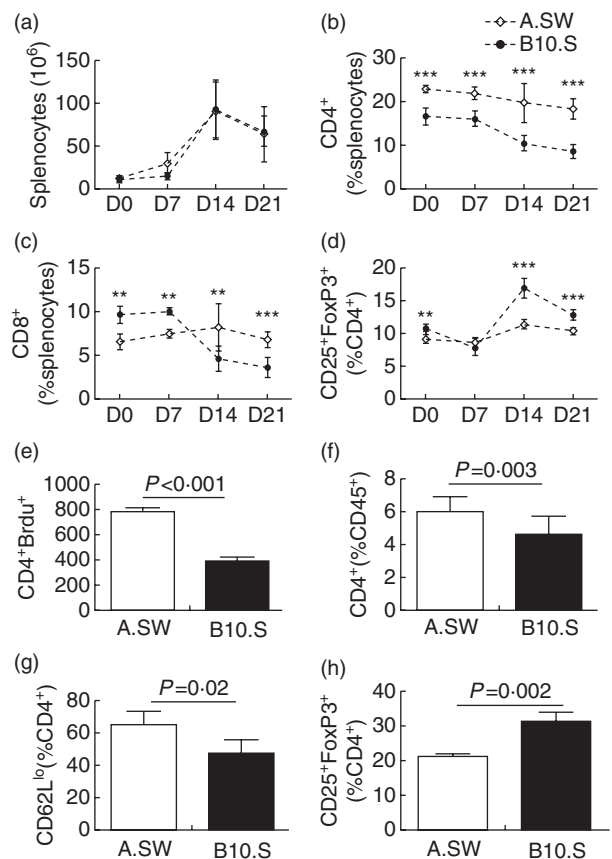 (a)
Splenocytes (10⁶)
150
100
50
0
D0 D7 D14 D21
A.SW
B10.S
(b)
CD4⁺
(%splenocytes)
30
20
10
0
*** *** *** ***
D0 D7 D14 D21
(c)
CD8⁺
(%splenocytes)
15
10
5
0
** ** ** ***
D0 D7 D14 D21
(d)
CD25⁺FoxP3⁺
(%CD4⁺)
20
15
10
5
0
** *** ***
D0 D7 D14 D21
(e)
CD4⁺Brdu⁺
1000
800
600
400
200
0
P<0·001
A.SW B10.S
(f)
CD4⁺(%CD45⁺)
8
6
4
2
0
P=0·003
A.SW B10.S
(g)
CD62Lˡᵒ(%CD4⁺)
80
60
40
20
0
P=0·02
A.SW B10.S
(h)
CD25⁺FoxP3⁺
(%CD4⁺)
40
30
20
10
0
P=0·002
A.SW B10.S